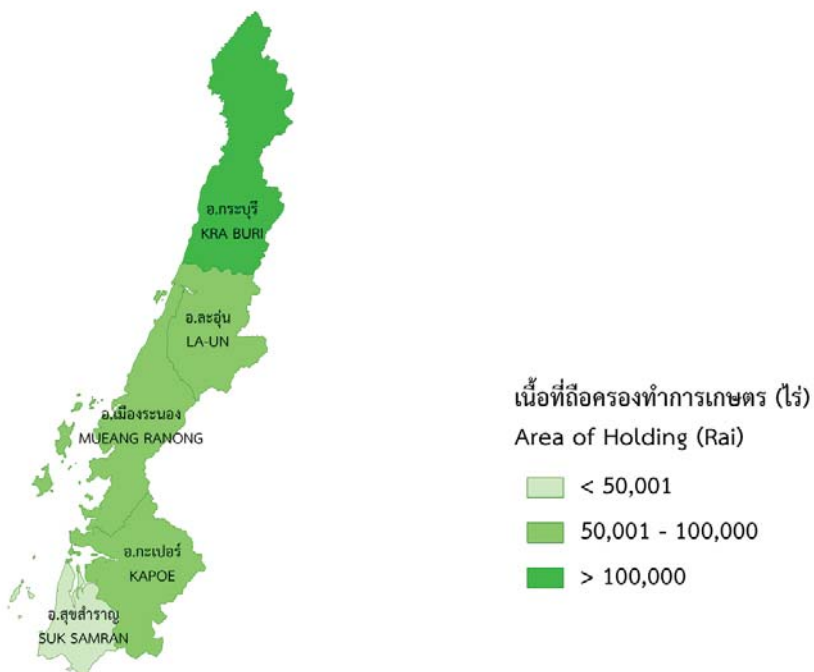 อ.กระบุรี
KRA BURI
อ.ละอุ่น
LA-UN
อ.เมืองระนอง
MUEANG RANONG
อ.กะเปอร์
KAPOE
อ.สุขสำราญ
SUK SAMRAN
เนื้อที่ถือครองทำการเกษตร (ไร่)
Area of Holding (Rai)
< 50,001
50,001 - 100,000
> 100,000